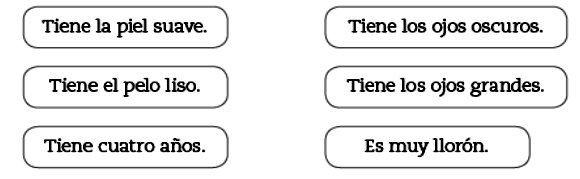 Tiene la piel suave.
Tiene los ojos oscuros.
Tiene el pelo liso.
Tiene los ojos grandes.
Tiene cuatro años.
Es muy llorón.